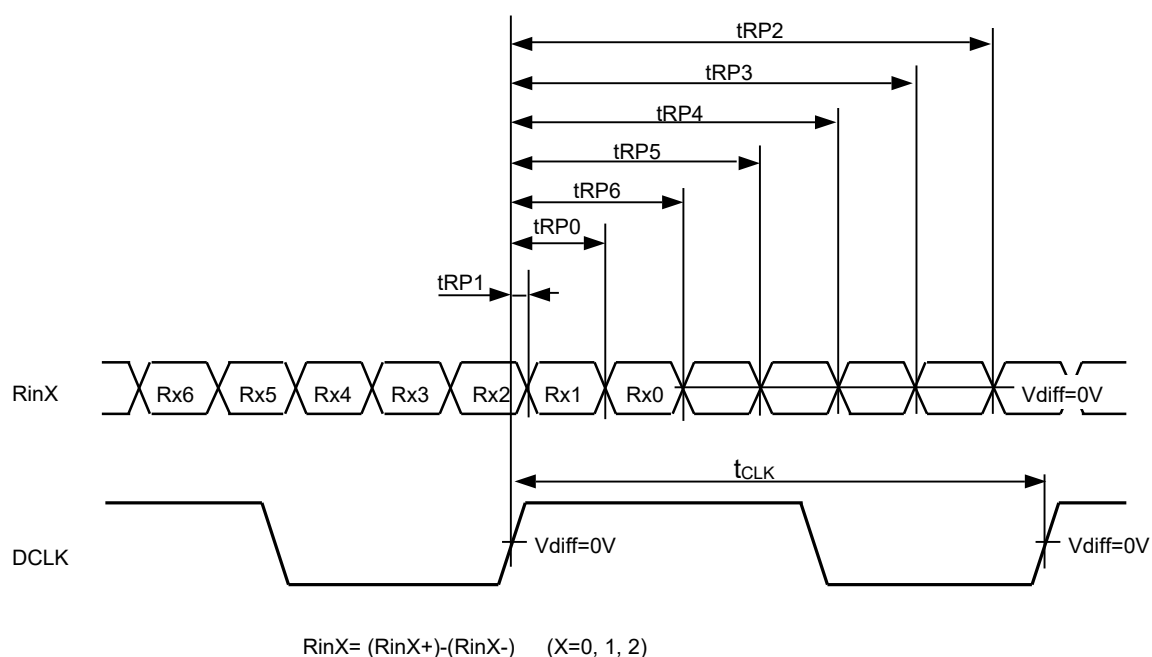 tRP2
tRP3
tRP4
tRP5
tRP6
tRP0
tRP1
RinX
Rx6 Rx5 Rx4 Rx3 Rx2 Rx1 Rx0
Vdiff=0V
tCLK
DCLK
Vdiff=0V
Vdiff=0V
RinX= (RinX+)-(RinX-) (X=0, 1, 2)